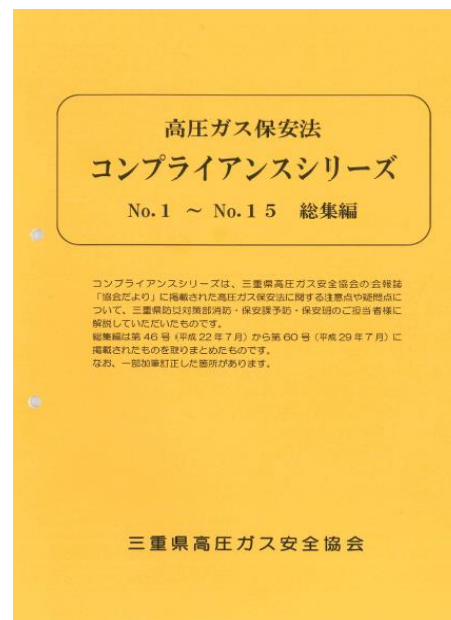 高圧ガス保安法
コンプライアンスシリーズ
No.1 ～ No.15 総集編
コンプライアンスシリーズは、三重県高圧ガス安全協会の会報誌
「協会だより」に掲載された高圧ガス保安法に関する注意点や疑問点に
ついて、三重県防災対策部消防・保安課予防・保安班のご担当者様に
解説していただいたものです。
総集編は第46号（平成22年7月）から第60号（平成29年7月）に
掲載されたものを取りまとめたものです。
なお、一部加筆訂正した箇所があります。
三重県高圧ガス安全協会